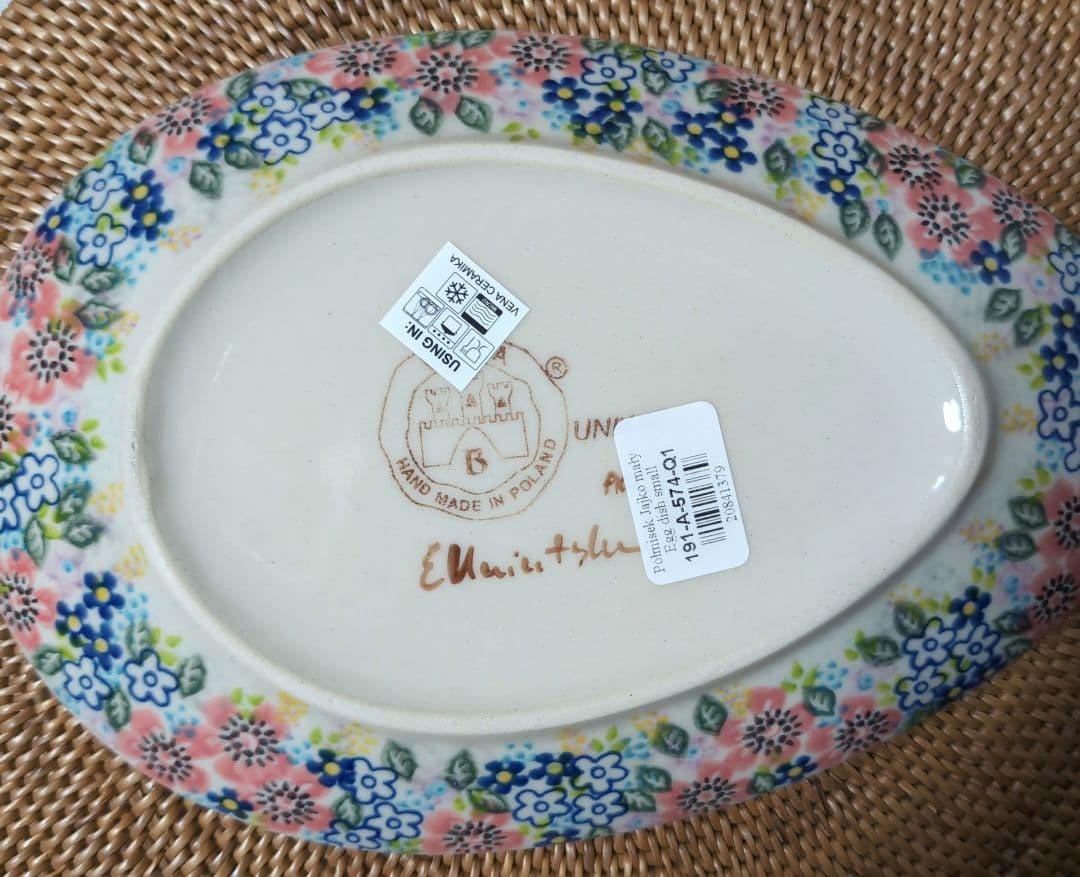 USING IN:
VENA CERAMIKA
A
®
B
HAND MADE IN POLAND
UNI
Półmisek Jajko mały
Egg dish small
191-A-574-Q1
20841379